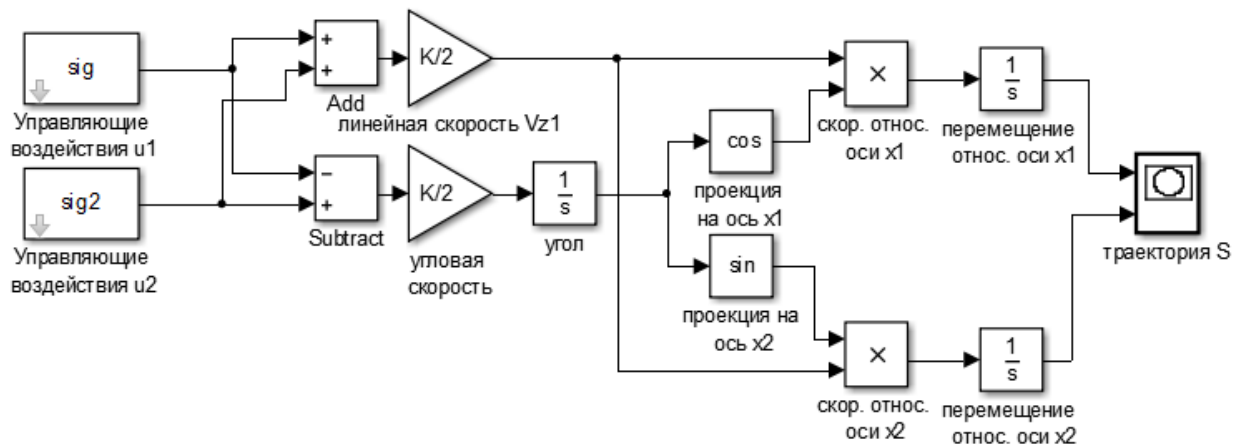 sig
Управляющие
воздействия u1
sig2
Управляющие
воздействия u2
+
+
Add
K/2
линейная скорость Vz1
−
+
Subtract
K/2
угловая
скорость
1
s
угол
cos
проекция
на ось x1
sin
проекция на
ось x2
×
скор. относ.
оси x1
1
s
перемещение
относ. оси x1
×
скор. относ.
оси x2
1
s
перемещение
относ. оси x2
траектория S